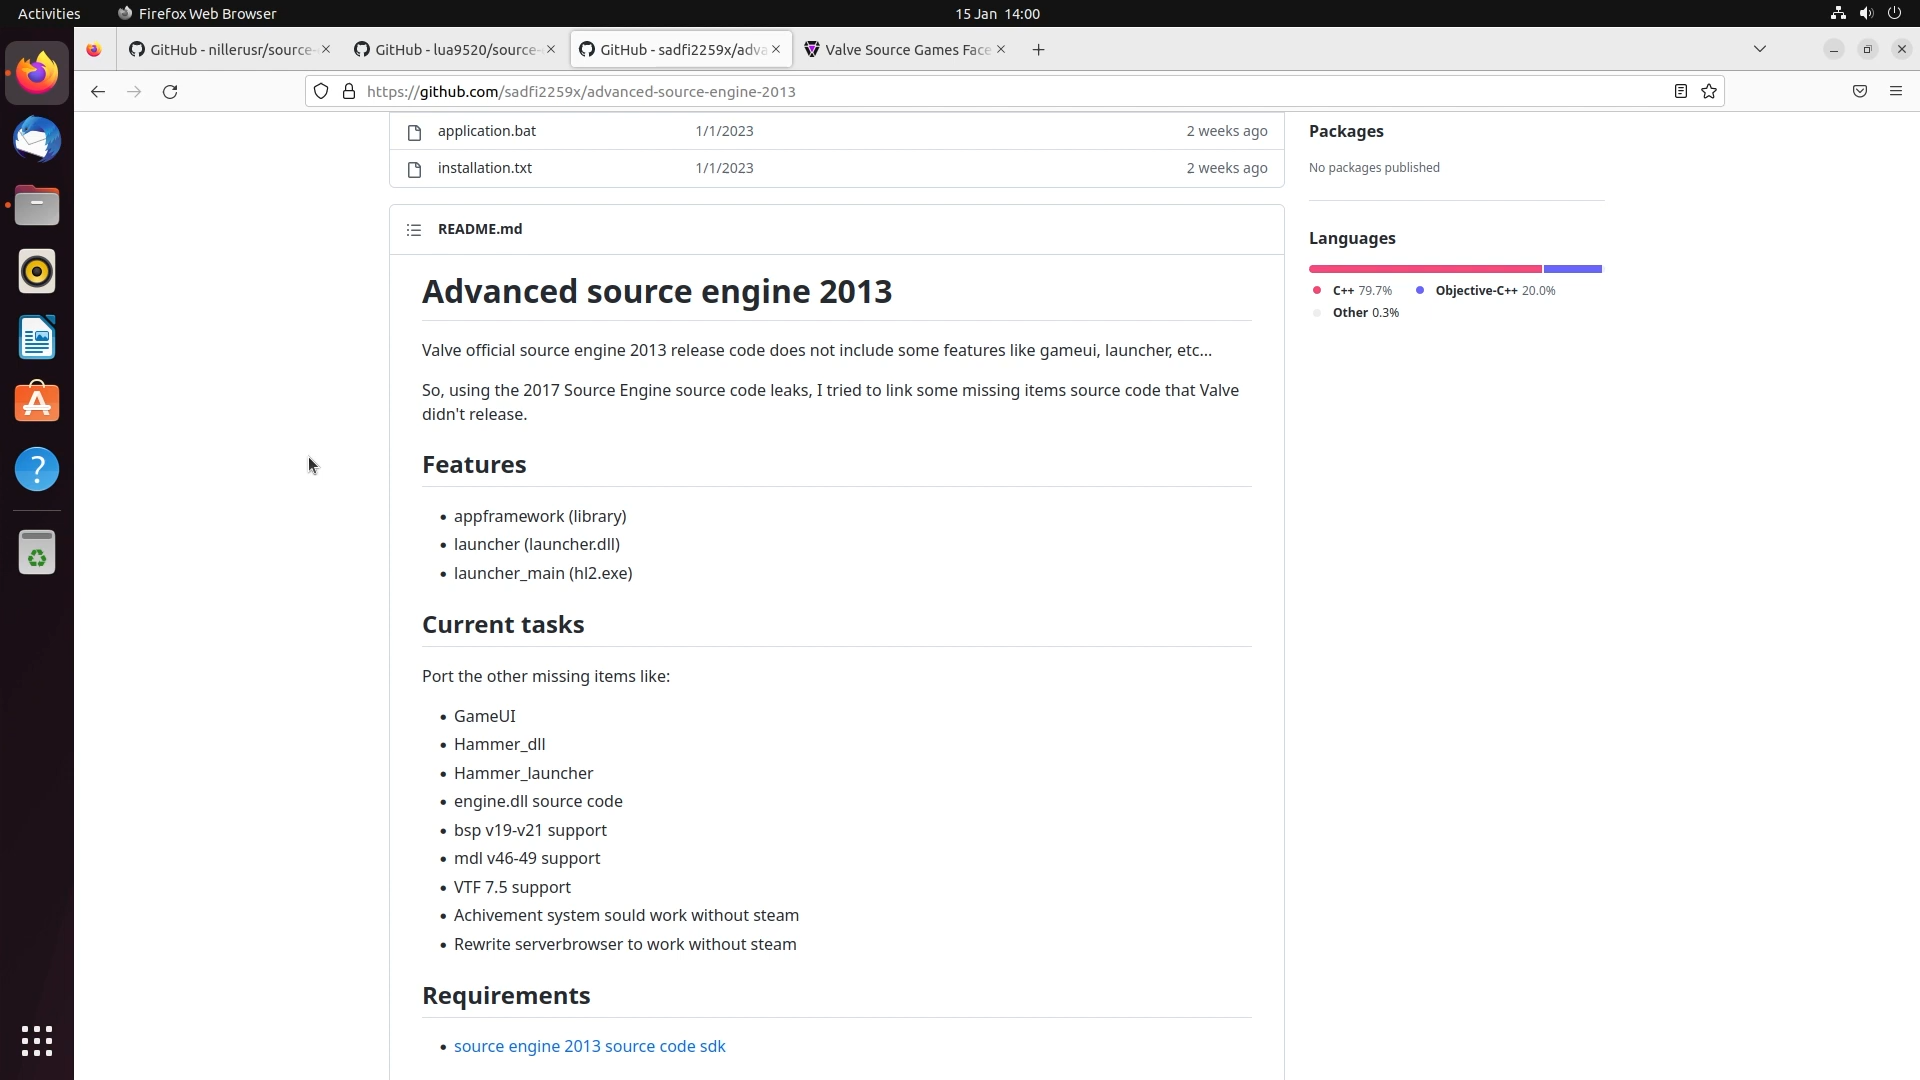 Activities
Firefox Web Browser
15 Jan 14:00
GitHub - nillerusr/source-
GitHub - lua9520/source-
GitHub - sadfi2259x/adva
Valve Source Games Face
https://github.com/sadfi2259x/advanced-source-engine-2013
application.bat 1/1/2023 2 weeks ago
installation.txt 1/1/2023 2 weeks ago
README.md
Advanced source engine 2013
Valve official source engine 2013 release code does not include some features like gameui, launcher, etc...
So, using the 2017 Source Engine source code leaks, I tried to link some missing items source code that Valve
didn't release.
Features
• appframework (library)
• launcher (launcher.dll)
• launcher_main (hl2.exe)
Current tasks
Port the other missing items like:
• GameUI
• Hammer_dll
• Hammer_launcher
• engine.dll source code
• bsp v19-v21 support
• mdl v46-49 support
• VTF 7.5 support
• Achivement system sould work without steam
• Rewrite serverbrowser to work without steam
Requirements
• source engine 2013 source code sdk
Packages
No packages published
Languages
C++ 79.7% Objective-C++ 20.0%
Other 0.3%